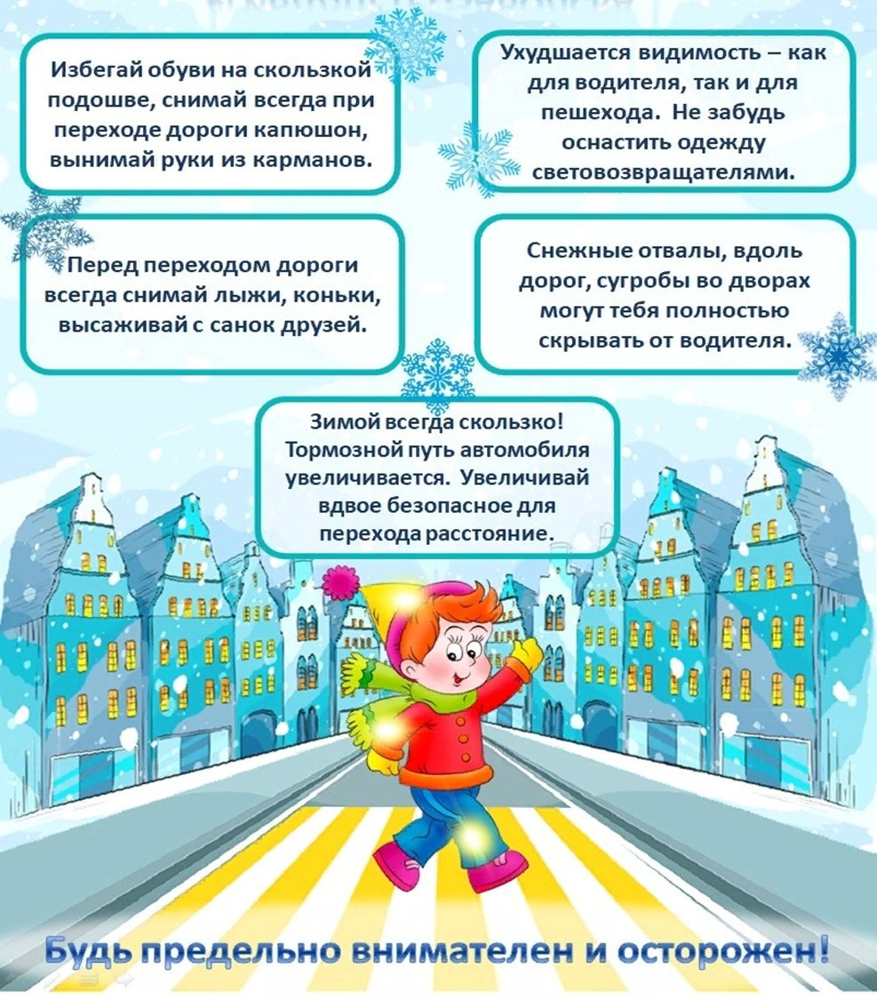 Избегай обуви на скользкой
подошве, снимай всегда при
переходе дороги капюшон,
вынимай руки из карманов.
Ухудшается видимость – как
для водителя, так и для
пешехода. Не забудь
оснастить одежду
световозвращателями.
Перед переходом дороги
всегда снимай лыжи, коньки,
высаживай с санок друзей.
Снежные отвалы, вдоль
дорог, сугробы во дворах
могут тебя полностью
скрывать от водителя.
Зимой всегда скользко!
Тормозной путь автомобиля
увеличивается. Увеличивай
вдвое безопасное для
перехода расстояние.
Будь предельно внимателен и осторожен!